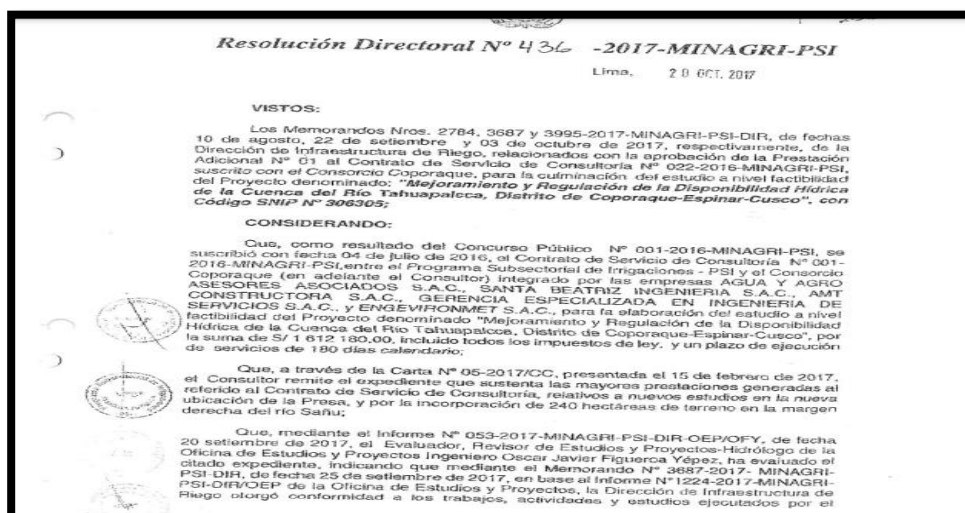 Resolución Directoral Nº 436 -2017-MINAGRI-PSI
Lima, 20 OCT. 2017
VISTOS:
Los Memorandos Nros. 2784, 3687 y 3995-2017-MINAGRI-PSI-DIR, de fechas
10 de agosto, 22 de setiembre y 03 de octubre de 2017, respectivamente, de la
Dirección de Infraestructura de Riego, relacionados con la aprobación de la Prestación
Adicional Nº 01 al Contrato de Servicio de Consultoría Nº 022-2016-MINAGRI-PSI,
suscrito con el Consorcio Coporaque, para la culminación del estudio a nivel factibilidad
del Proyecto denominado: "Mejoramiento y Regulación de la Disponibilidad Hídrica
de la Cuenca del Río Tahuapalcca, Distrito de Coporaque-Espinar-Cusco", con
Código SNIP Nº 306305;
CONSIDERANDO:
Que, como resultado del Concurso Público Nº 001-2016-MINAGRI-PSI, se
suscribió con fecha 04 de julio de 2016, el Contrato de Servicio de Consultoría Nº 001-
2016-MINAGRI-PSI,entre el Programa Subsectorial de Irrigaciones - PSI y el Consorcio
Coporaque (en adelante el Consultor) integrado por las empresas AGUA Y AGRO
ASESORES ASOCIADOS S.A.C., SANTA BEATRIZ INGENIERIA S.A.C., AMT
CONSTRUCTORA S.A.C., GERENCIA ESPECIALIZADA EN INGENIERIA DE
SERVICIOS S.A.C., y ENGEVIRONMET S.A.C., para la elaboración del estudio a nivel
factibilidad del Proyecto denominado "Mejoramiento y Regulación de la Disponibilidad
Hídrica de la Cuenca del Río Tahuapalcca, Distrito de Coporaque-Espinar-Cusco", por
la suma de S/ 1 612 180.00, incluido todos los impuestos de ley, y un plazo de ejecución
de servicios de 180 días calendario;
Que, a través de la Carta Nº 05-2017/CC, presentada el 15 de febrero de 2017,
el Consultor remite el expediente que sustenta las mayores prestaciones generadas al
referido al Contrato de Servicio de Consultoría, relativos a nuevos estudios en la nueva
ubicación de la Presa, y por la incorporación de 240 hectáreas de terreno en la margen
derecha del río Sañu;
Que, mediante el Informe Nº 053-2017-MINAGRI-PSI-DIR-OEP/OFY, de fecha
20 setiembre de 2017, el Evaluador, Revisor de Estudios y Proyectos-Hidrólogo de la
Oficina de Estudios y Proyectos Ingeniero Oscar Javier Figueroa Yépez, ha evaluado el
citado expediente, indicando que mediante el Memorando Nº 3687-2017- MINAGRI-
PSI-DIR, de fecha 25 de setiembre de 2017, en base al Informe Nº1224-2017-MINAGRI-
PSI-DIR/OEP de la Oficina de Estudios y Proyectos, la Dirección de Infraestructura de
Riego otorgó conformidad a los trabajos, actividades y estudios ejecutados por el